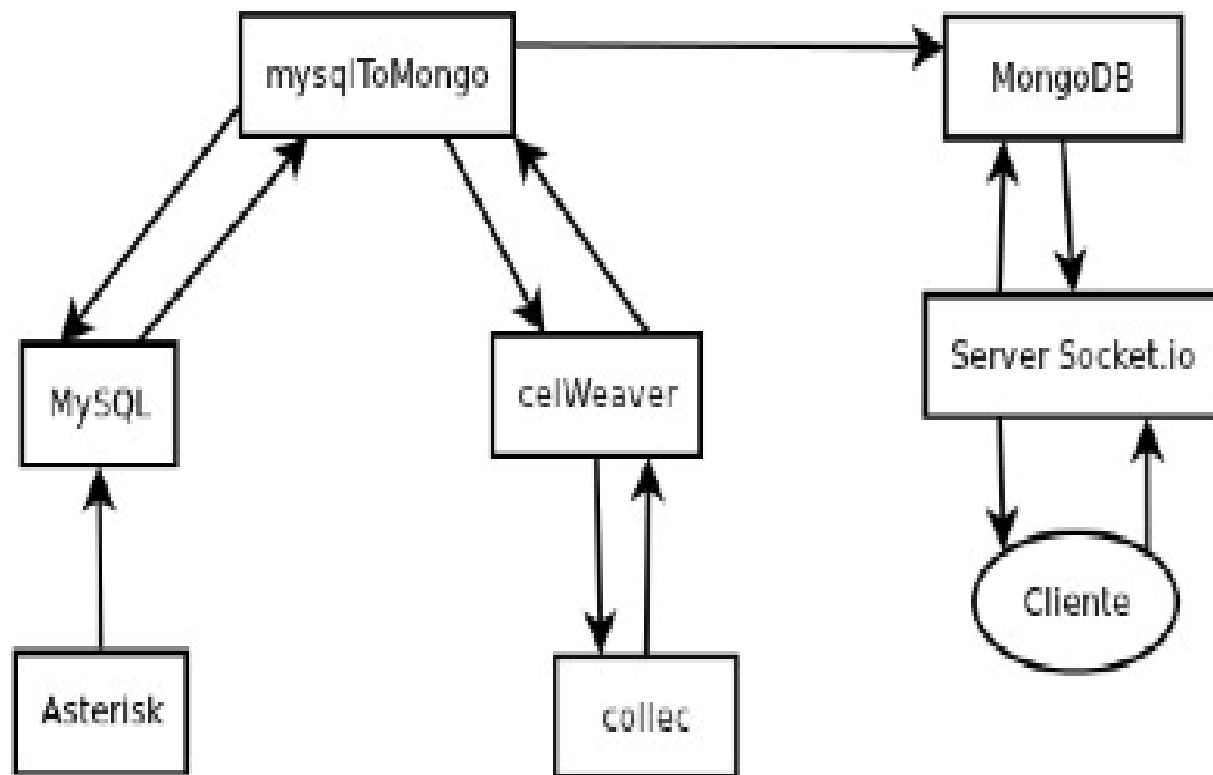 mysqlToMongo
MongoDB
Server Socket.io
MySQL
celWeaver
Cliente
Asterisk
collec